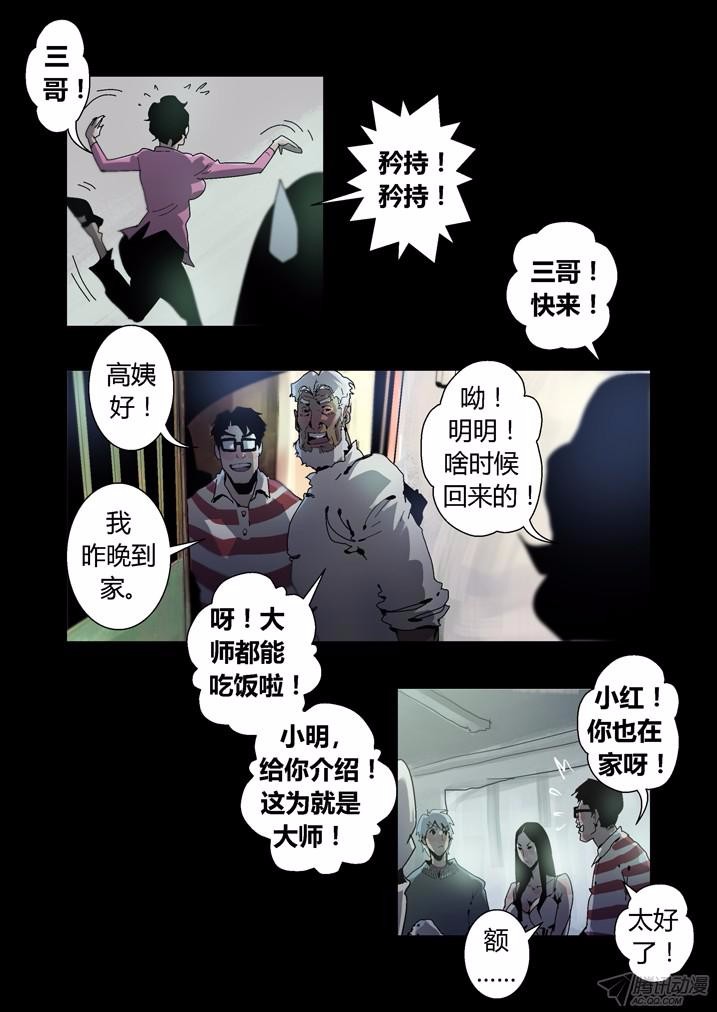 三
哥！
矜持！
矜持！
三哥！
快来！
高姨
好！
呦！
明明！
啥时候
回来的！
我
昨晚到
家。
呀！大
师都能
吃饭啦！
小明，
给你介绍！
这为就是
大师！
小红！
你也在
家呀！
额
……
太好
了！
腾讯动漫
AC.QQ.COM